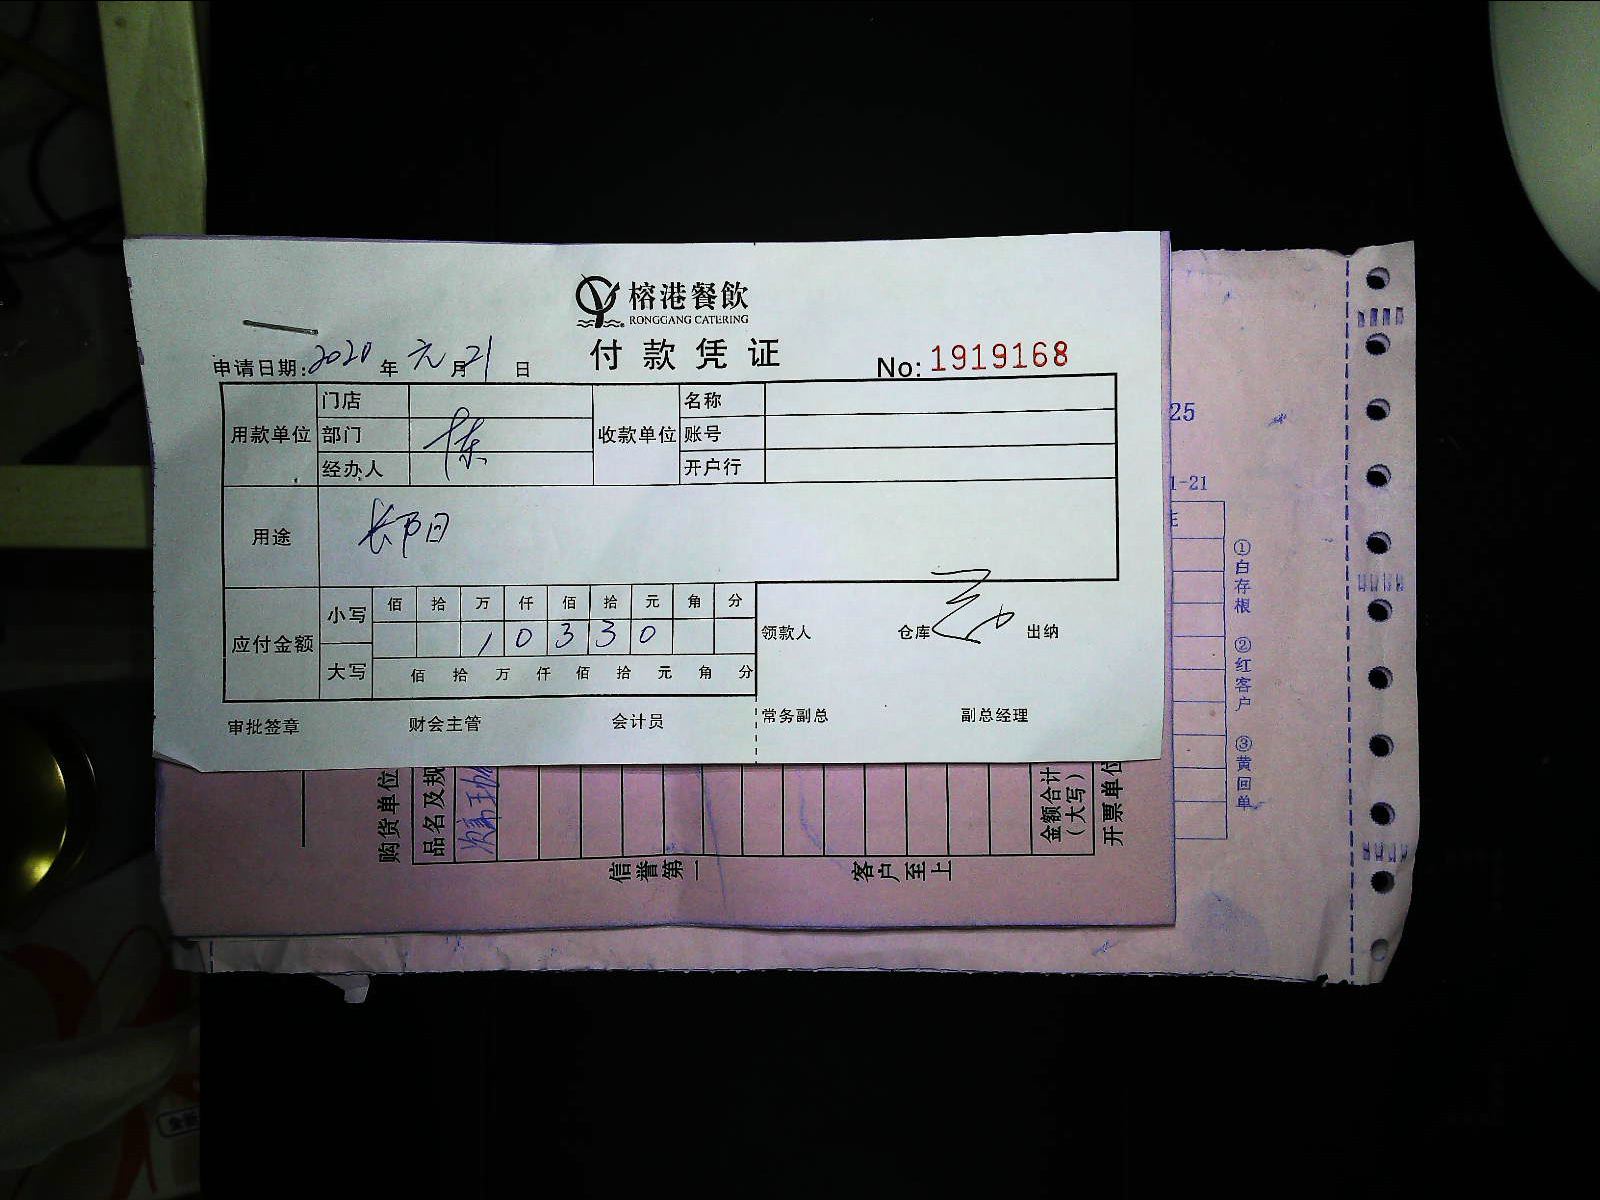 榕港餐飲
RONGGANG CATERING
付款凭证
申请日期:2020年元月21日
No:1919168
用款单位 门店 收款单位 名称
部门 账号
经办人 开户行
用途
应付金额 小写 佰 拾 万 仟 佰 拾 元 角 分
1 0 3 3 0
大写 佰 拾 万 仟 佰 拾 元 角 分
领款人 仓库 出纳
审批签章 财会主管 会计员 常务副总 副总经理
25
1-21
①白存根 ②红客户 ③黄回单
购货单位
品名及规
金额合计
(大写)
开票单位
信誉第一 客户至上